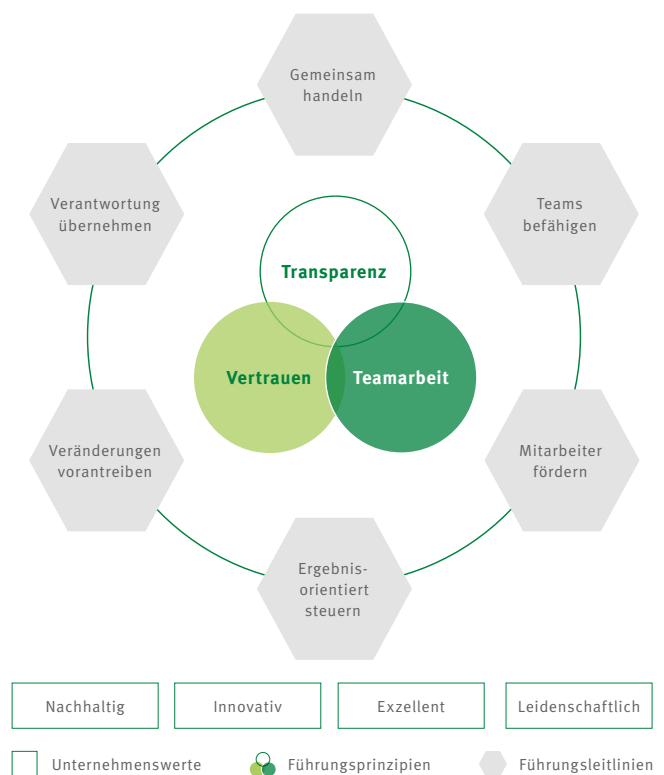 Gemeinsam
handeln
Verantwortung
übernehmen
Teams
befähigen
Transparenz
Vertrauen
Teamarbeit
Veränderungen
vorantreiben
Mitarbeiter
fördern
Ergebnis-
orientiert
steuern
Nachhaltig
Innovativ
Exzellent
Leidenschaftlich
Unternehmenswerte
Führungsprinzipien
Führungsleitlinien